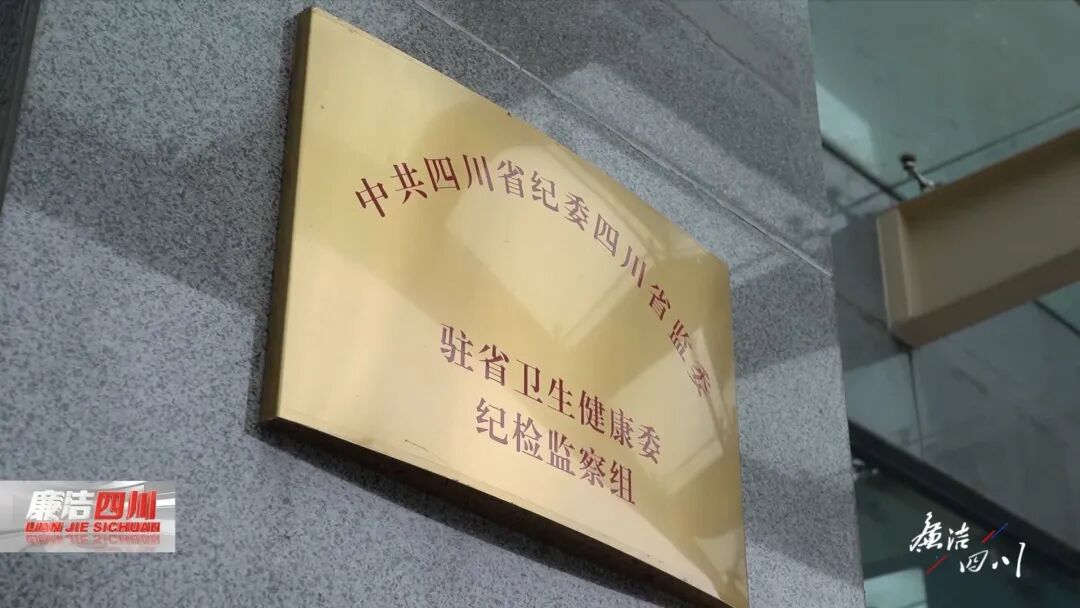 中共四川省纪委四川省监委
驻省卫生健康委
纪检监察组
廉洁四川
LIAN JIE SICHUAN
廉洁
四川